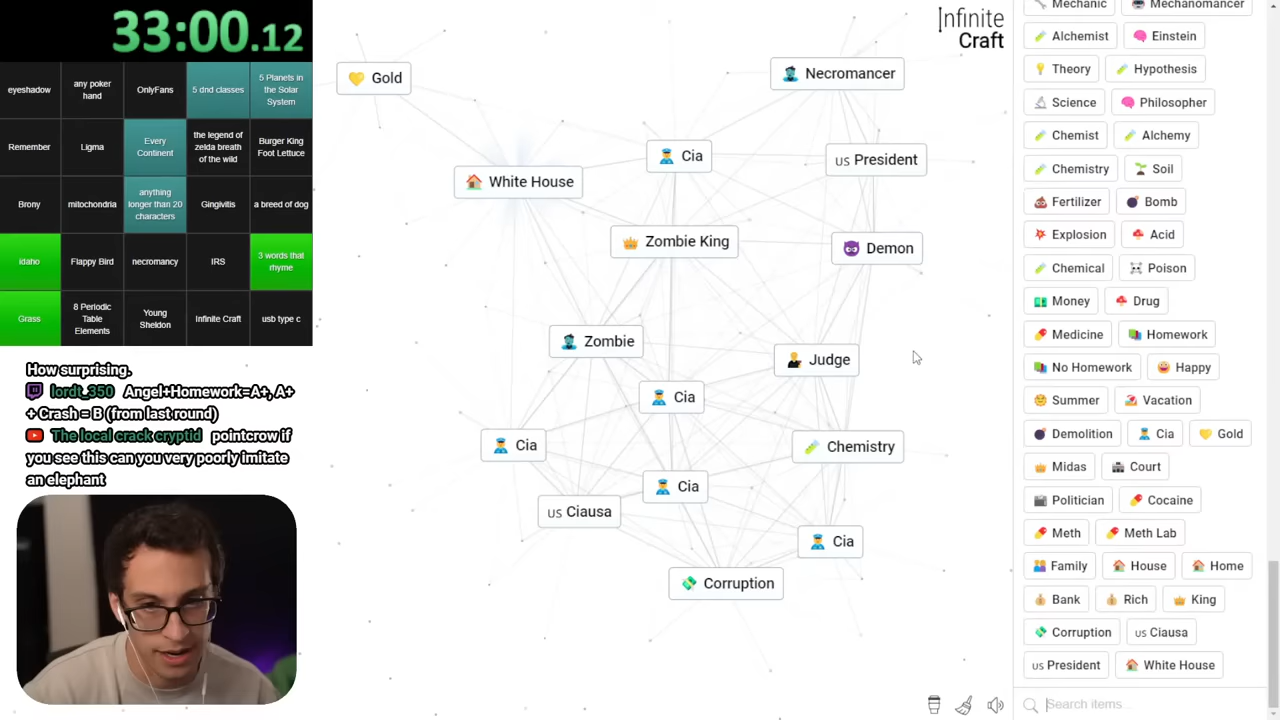 33:00.12
eyeshadow
any poker
hand
OnlyFans
5 dnd classes
5 Planets in
the Solar
System
Remember
Ligma
Every
Continent
the legend of
zelda breath
of the wild
Burger King
Foot Lettuce
Brony
mitochondria
anything
longer than 20
characters
Gingivitis
a breed of dog
idaho
Flappy Bird
necromancy
IRS
3 words that
rhyme
Grass
8 Periodic
Table
Elements
Young
Sheldon
Infinite Craft
usb type c
How surprising.
lordt_350 Angel+Homework=A+, A+
+ Crash = B (from last round)
The local crack cryptid pointcrow if
you see this can you very poorly imitate
an elephant
Infinite
Craft
Gold
Necromancer
Cia
US President
White House
Zombie King
Demon
Zombie
Judge
Cia
Cia
Chemistry
Cia
US Ciausa
Cia
Corruption
Mechanic
Mechanomancer
Alchemist
Einstein
Theory
Hypothesis
Science
Philosopher
Chemist
Alchemy
Chemistry
Soil
Fertilizer
Bomb
Explosion
Acid
Chemical
Poison
Money
Drug
Medicine
Homework
No Homework
Happy
Summer
Vacation
Demolition
Cia
Gold
Midas
Court
Politician
Cocaine
Meth
Meth Lab
Family
House
Home
Bank
Rich
King
Corruption
US Ciausa
US President
White House
Search items...